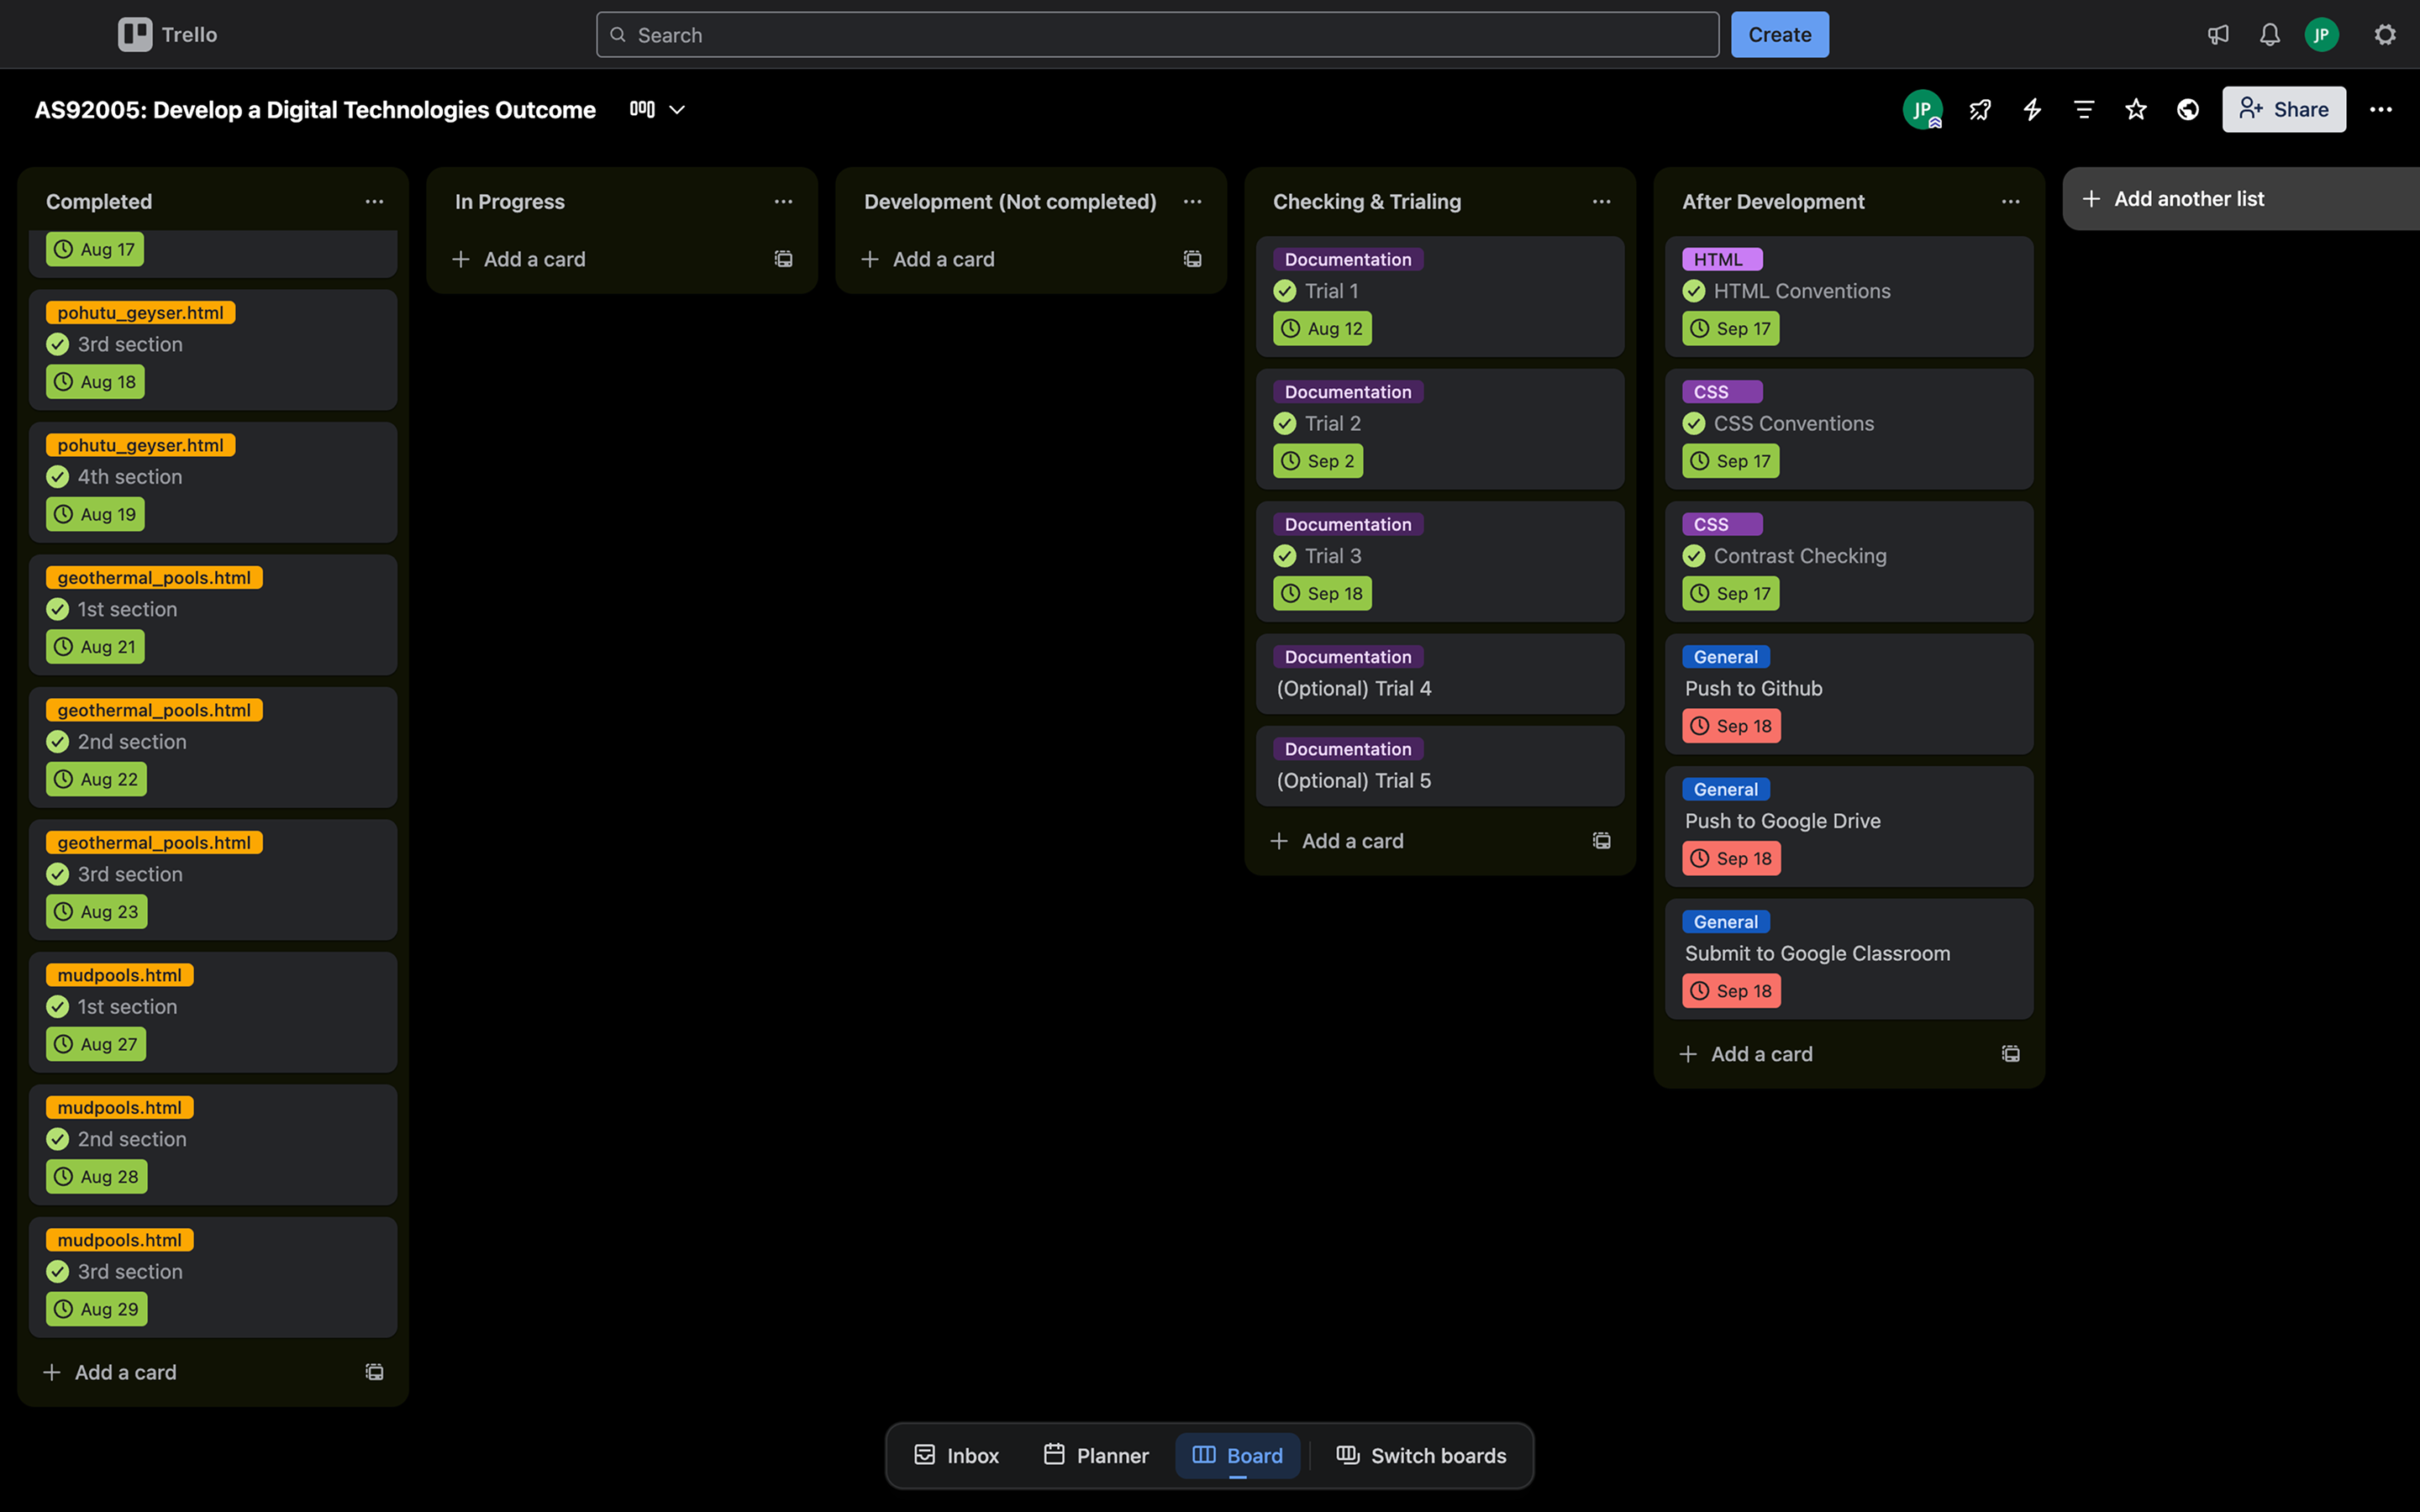 Trello
Search
Create
JP
AS92005: Develop a Digital Technologies Outcome
JP
Share
Completed
Aug 17
pohutu_geyser.html
3rd section
Aug 18
pohutu_geyser.html
4th section
Aug 19
geothermal_pools.html
1st section
Aug 21
geothermal_pools.html
2nd section
Aug 22
geothermal_pools.html
3rd section
Aug 23
mudpools.html
1st section
Aug 27
mudpools.html
2nd section
Aug 28
mudpools.html
3rd section
Aug 29
Add a card
In Progress
Add a card
Development (Not completed)
Add a card
Checking & Trialing
Documentation
Trial 1
Aug 12
Documentation
Trial 2
Sep 2
Documentation
Trial 3
Sep 18
Documentation
(Optional) Trial 4
Documentation
(Optional) Trial 5
Add a card
After Development
HTML
HTML Conventions
Sep 17
CSS
CSS Conventions
Sep 17
CSS
Contrast Checking
Sep 17
General
Push to Github
Sep 18
General
Push to Google Drive
Sep 18
General
Submit to Google Classroom
Sep 18
Add a card
Add another list
Inbox
Planner
Board
Switch boards